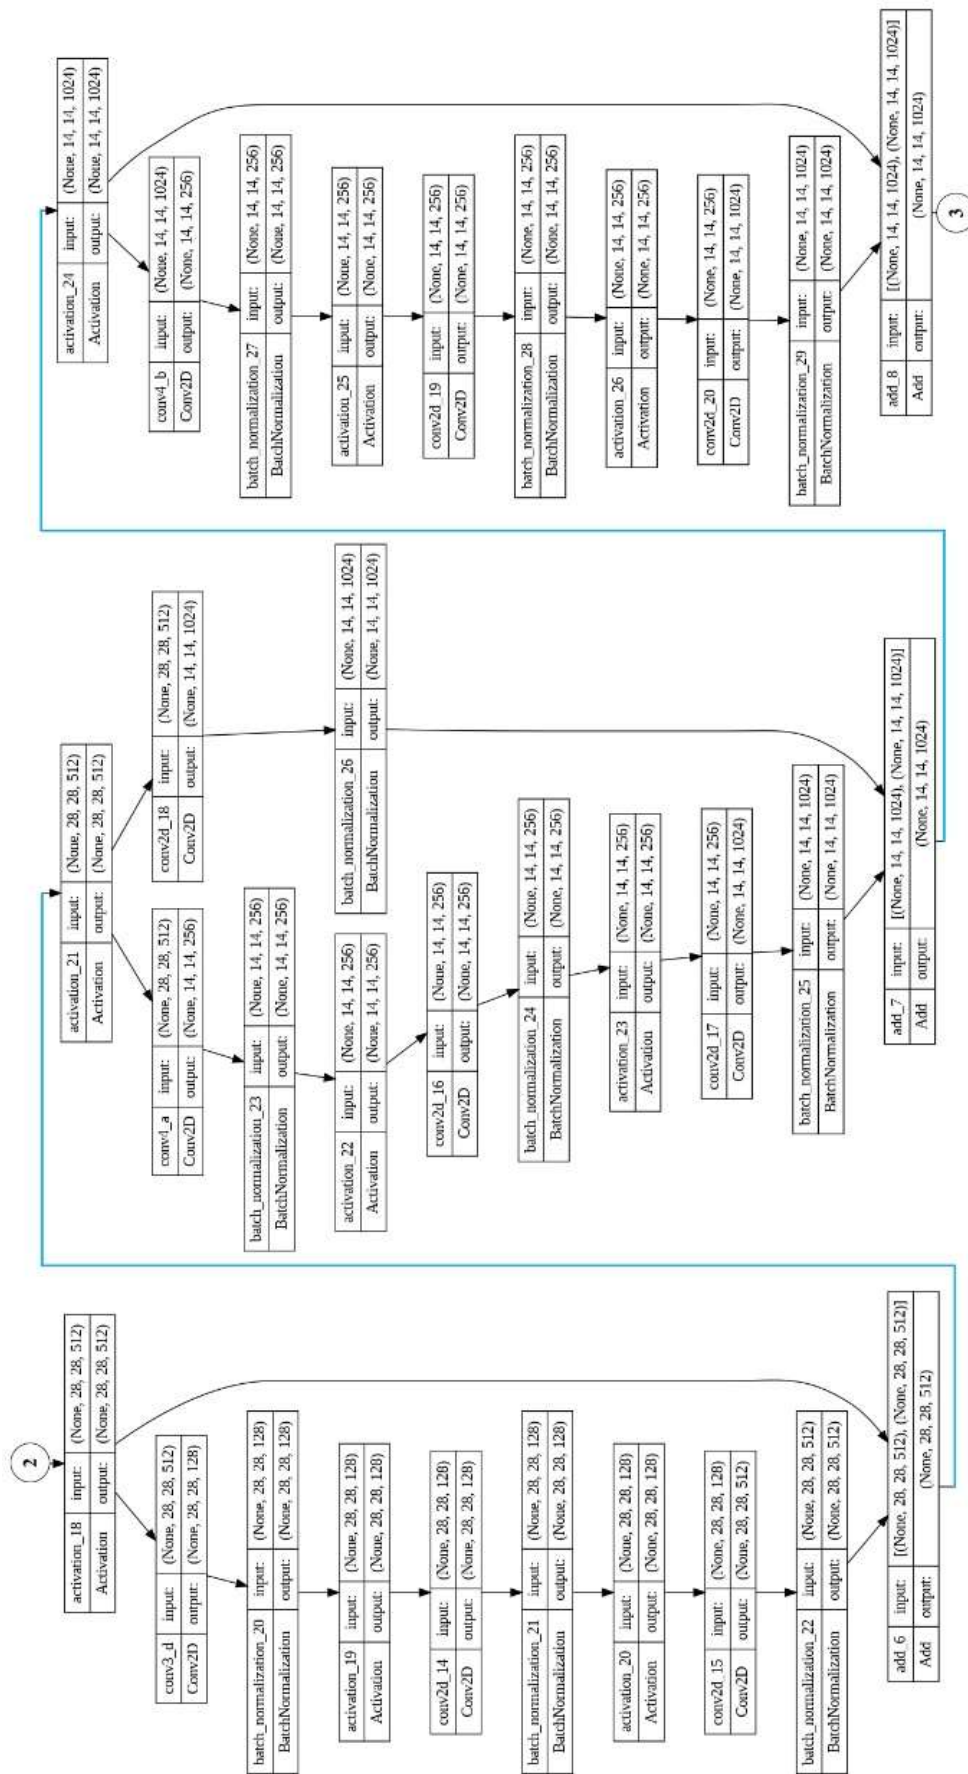 2
activation_18 input: (None, 28, 28, 512)
Activation output: (None, 28, 28, 512)
conv3_d input: (None, 28, 28, 512)
Conv2D output: (None, 28, 28, 128)
batch_normalization_20 input: (None, 28, 28, 128)
BatchNormalization output: (None, 28, 28, 128)
activation_19 input: (None, 28, 28, 128)
Activation output: (None, 28, 28, 128)
conv2d_14 input: (None, 28, 28, 128)
Conv2D output: (None, 28, 28, 128)
batch_normalization_21 input: (None, 28, 28, 128)
BatchNormalization output: (None, 28, 28, 128)
activation_20 input: (None, 28, 28, 128)
Activation output: (None, 28, 28, 128)
conv2d_15 input: (None, 28, 28, 128)
Conv2D output: (None, 28, 28, 512)
batch_normalization_22 input: (None, 28, 28, 512)
BatchNormalization output: (None, 28, 28, 512)
add_6 input: [(None, 28, 28, 512), (None, 28, 28, 512)]
Add output: (None, 28, 28, 512)
activation_21 input: (None, 28, 28, 512)
Activation output: (None, 28, 28, 512)
conv4_a input: (None, 28, 28, 512)
Conv2D output: (None, 14, 14, 256)
conv2d_18 input: (None, 28, 28, 512)
Conv2D output: (None, 14, 14, 1024)
batch_normalization_23 input: (None, 14, 14, 256)
BatchNormalization output: (None, 14, 14, 256)
activation_22 input: (None, 14, 14, 256)
Activation output: (None, 14, 14, 256)
batch_normalization_26 input: (None, 14, 14, 1024)
BatchNormalization output: (None, 14, 14, 1024)
conv2d_16 input: (None, 14, 14, 256)
Conv2D output: (None, 14, 14, 256)
batch_normalization_24 input: (None, 14, 14, 256)
BatchNormalization output: (None, 14, 14, 256)
activation_23 input: (None, 14, 14, 256)
Activation output: (None, 14, 14, 256)
conv2d_17 input: (None, 14, 14, 256)
Conv2D output: (None, 14, 14, 1024)
batch_normalization_25 input: (None, 14, 14, 1024)
BatchNormalization output: (None, 14, 14, 1024)
add_7 input: [(None, 14, 14, 1024), (None, 14, 14, 1024)]
Add output: (None, 14, 14, 1024)
activation_24 input: (None, 14, 14, 1024)
Activation output: (None, 14, 14, 1024)
conv4_b input: (None, 14, 14, 1024)
Conv2D output: (None, 14, 14, 256)
batch_normalization_27 input: (None, 14, 14, 256)
BatchNormalization output: (None, 14, 14, 256)
activation_25 input: (None, 14, 14, 256)
Activation output: (None, 14, 14, 256)
conv2d_19 input: (None, 14, 14, 256)
Conv2D output: (None, 14, 14, 256)
batch_normalization_28 input: (None, 14, 14, 256)
BatchNormalization output: (None, 14, 14, 256)
activation_26 input: (None, 14, 14, 256)
Activation output: (None, 14, 14, 256)
conv2d_20 input: (None, 14, 14, 256)
Conv2D output: (None, 14, 14, 1024)
batch_normalization_29 input: (None, 14, 14, 1024)
BatchNormalization output: (None, 14, 14, 1024)
add_8 input: [(None, 14, 14, 1024), (None, 14, 14, 1024)]
Add output: (None, 14, 14, 1024)
3